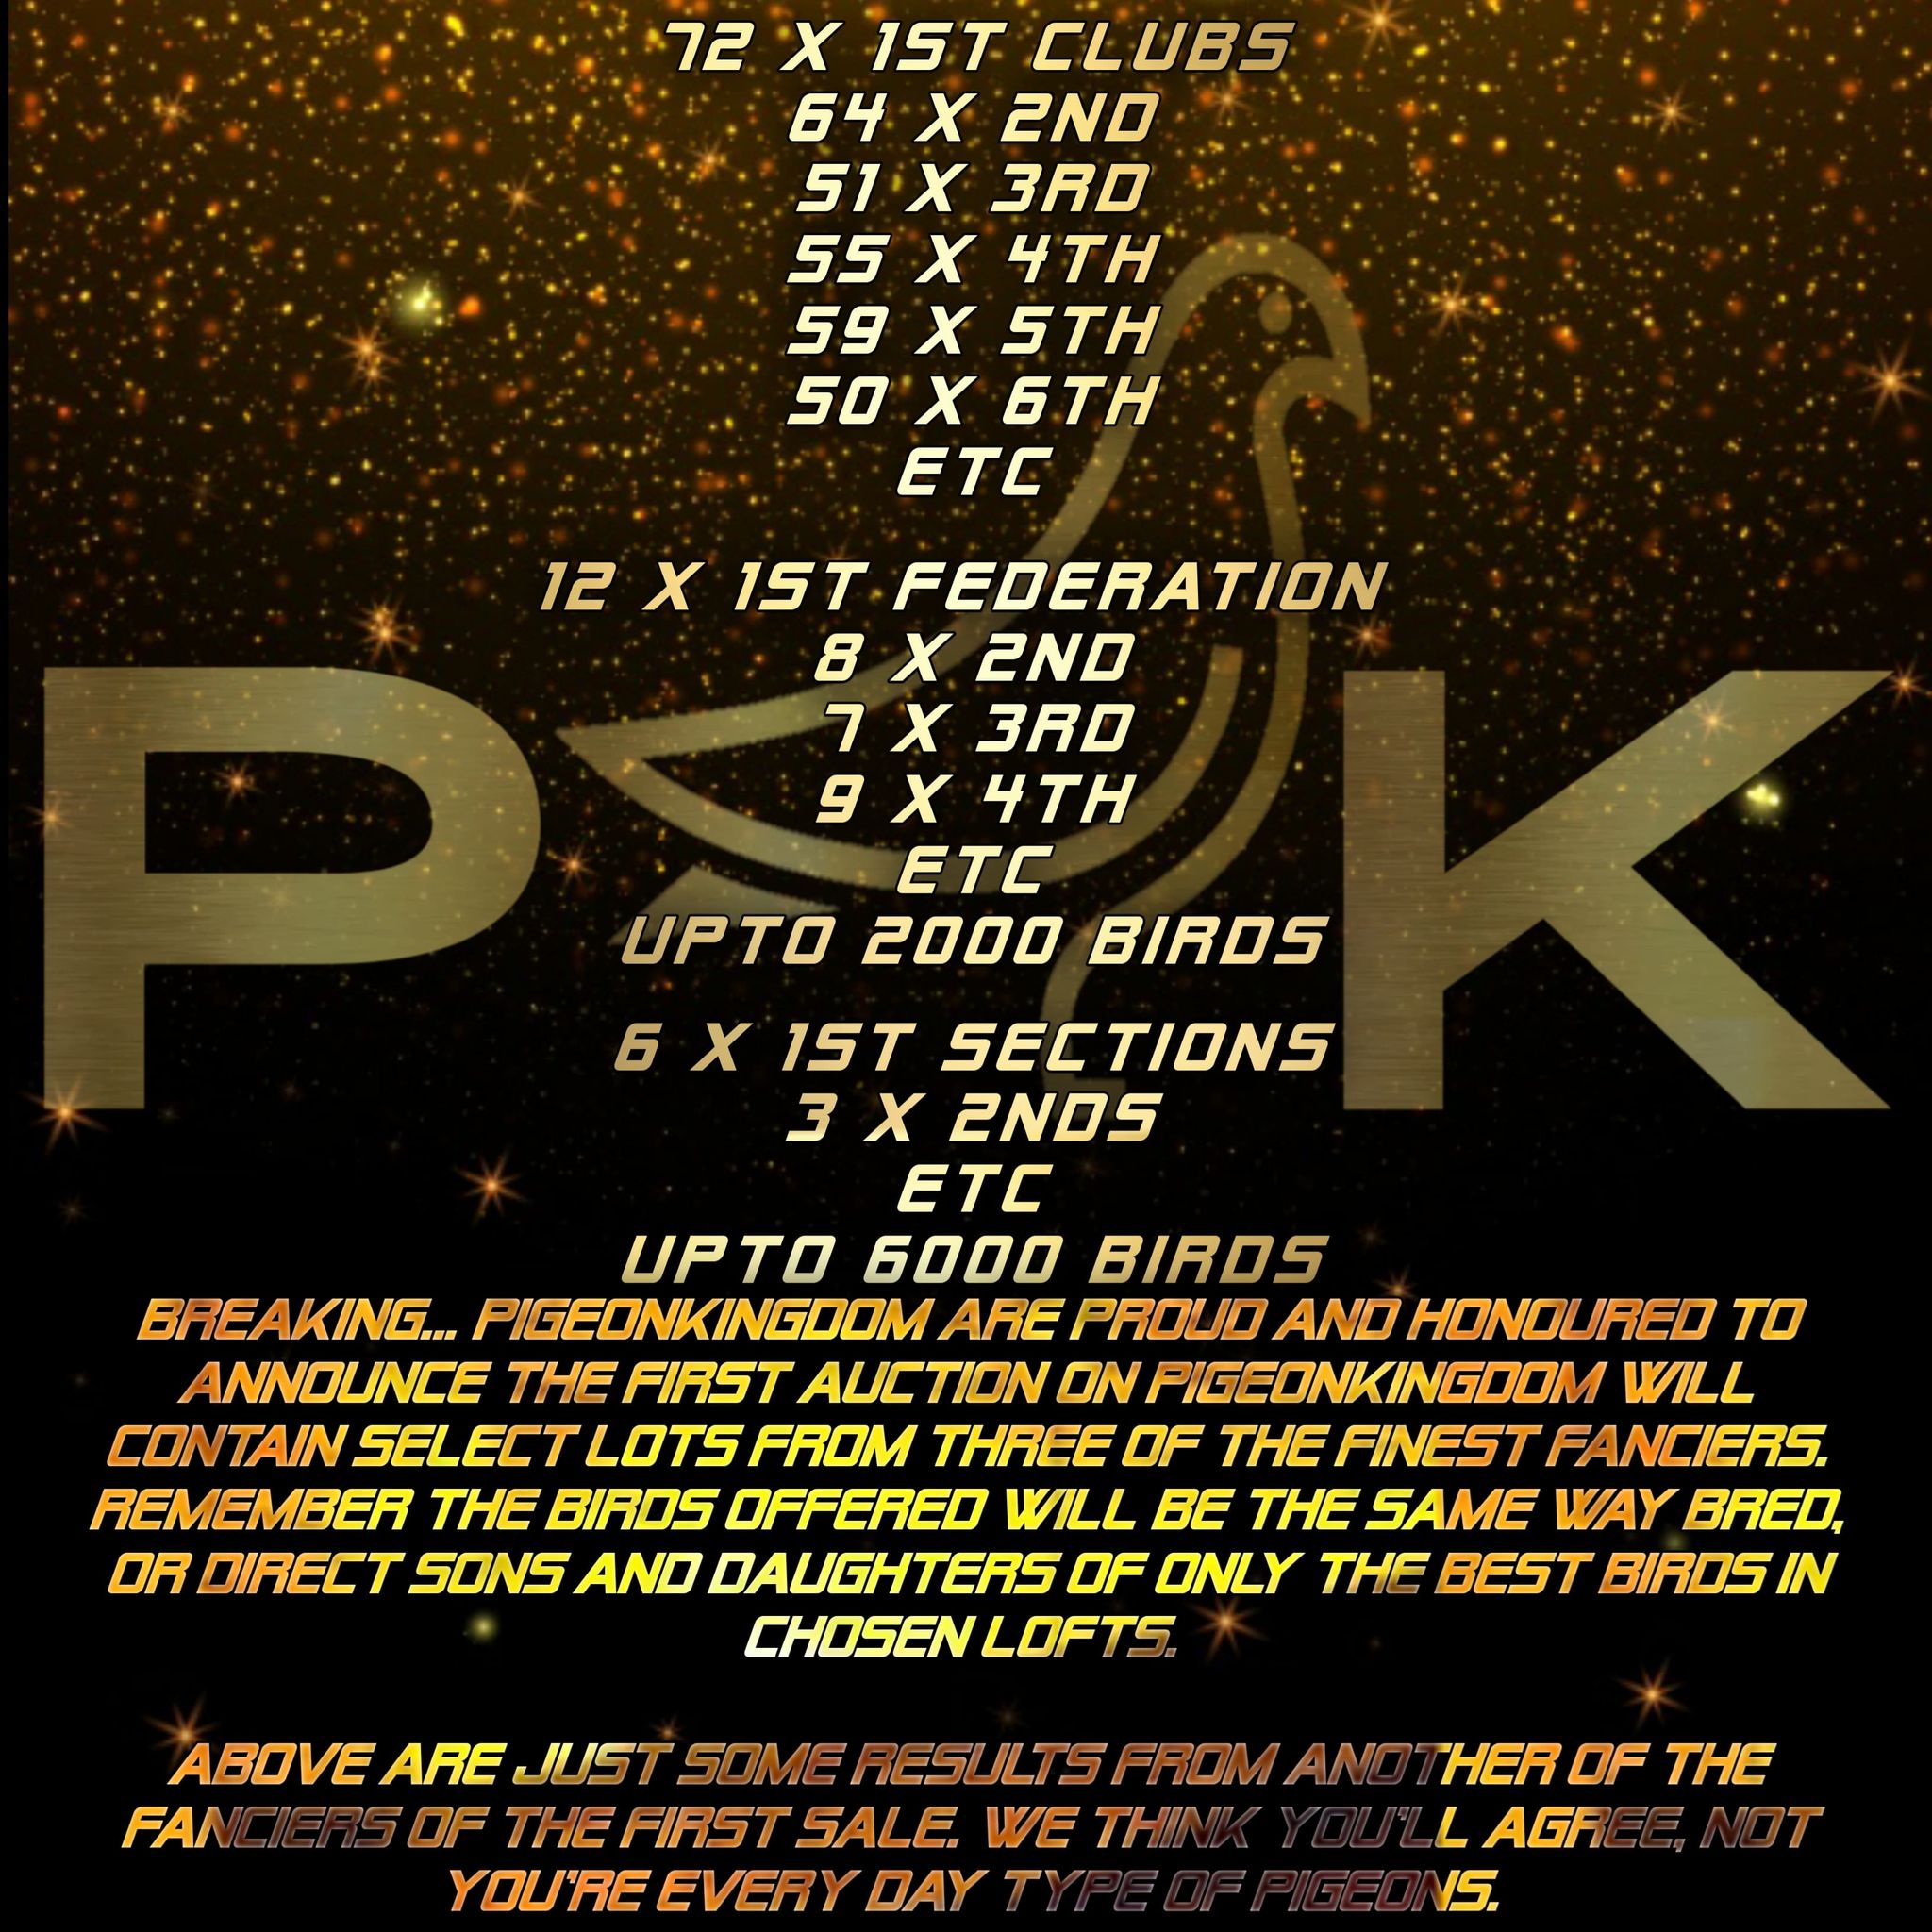 72 X 1ST CLUBS
64 X 2ND
51 X 3RD
55 X 4TH
59 X 5TH
50 X 6TH
ETC
12 X 1ST FEDERATION
8 X 2ND
7 X 3RD
9 X 4TH
ETC
UPTO 2000 BIRDS
P K
6 X 1ST SECTIONS
3 X 2NDS
ETC
UPTO 6000 BIRDS
BREAKING... PIGEONKINGDOM ARE PROUD AND HONOURED TO
ANNOUNCE THE FIRST AUCTION ON PIGEONKINGDOM WILL
CONTAIN SELECT LOTS FROM THREE OF THE FINEST FANCIERS.
REMEMBER THE BIRDS OFFERED WILL BE THE SAME WAY BRED,
OR DIRECT SONS AND DAUGHTERS OF ONLY THE BEST BIRDS IN
CHOSEN LOFTS.
ABOVE ARE JUST SOME RESULTS FROM ANOTHER OF THE
FANCIERS OF THE FIRST SALE. WE THINK YOU'LL AGREE, NOT
YOU'RE EVERY DAY TYPE OF PIGEONS.